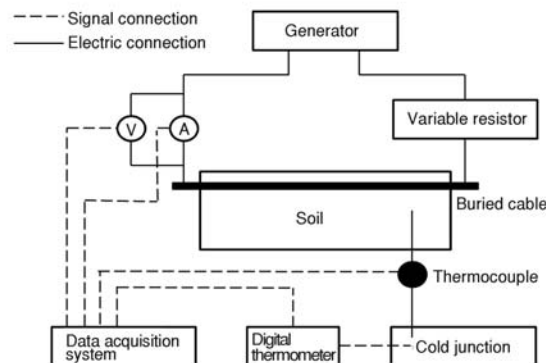 Signal connection
Electric connection
Generator
V
A
Variable resistor
Buried cable
Soil
Thermocouple
Data acquisition
system
Digital
thermometer
Cold junction